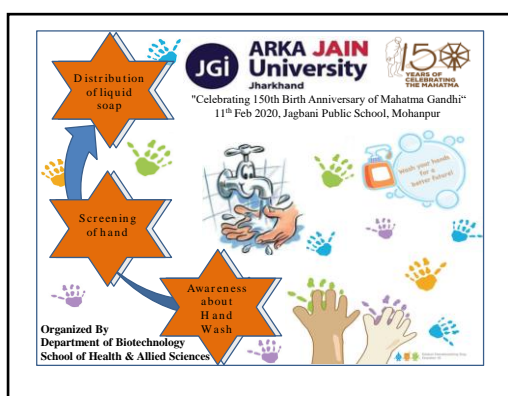 JGi
ARKA JAIN
University
Jharkhand
150
YEARS OF
CELEBRATING
THE MAHATMA
"Celebrating 150th Birth Anniversary of Mahatma Gandhi“
11th Feb 2020, Jagbani Public School, Mohanpur
Distribution
of liquid
soap
Wash your hands
for a
better future!
Screening
of hand
Awareness
about
Hand
Wash
Organized By
Department of Biotechnology
School of Health & Allied Sciences